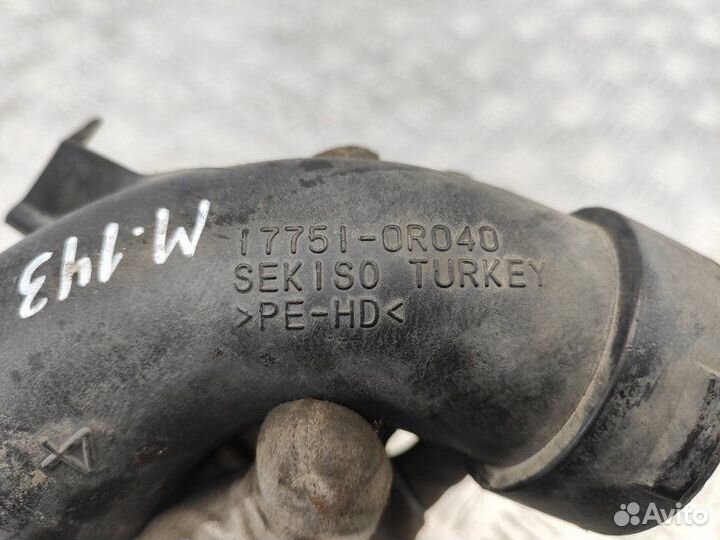 M.143
17751-0R040
SEKISO TURKEY
>PE-HD<
Avito